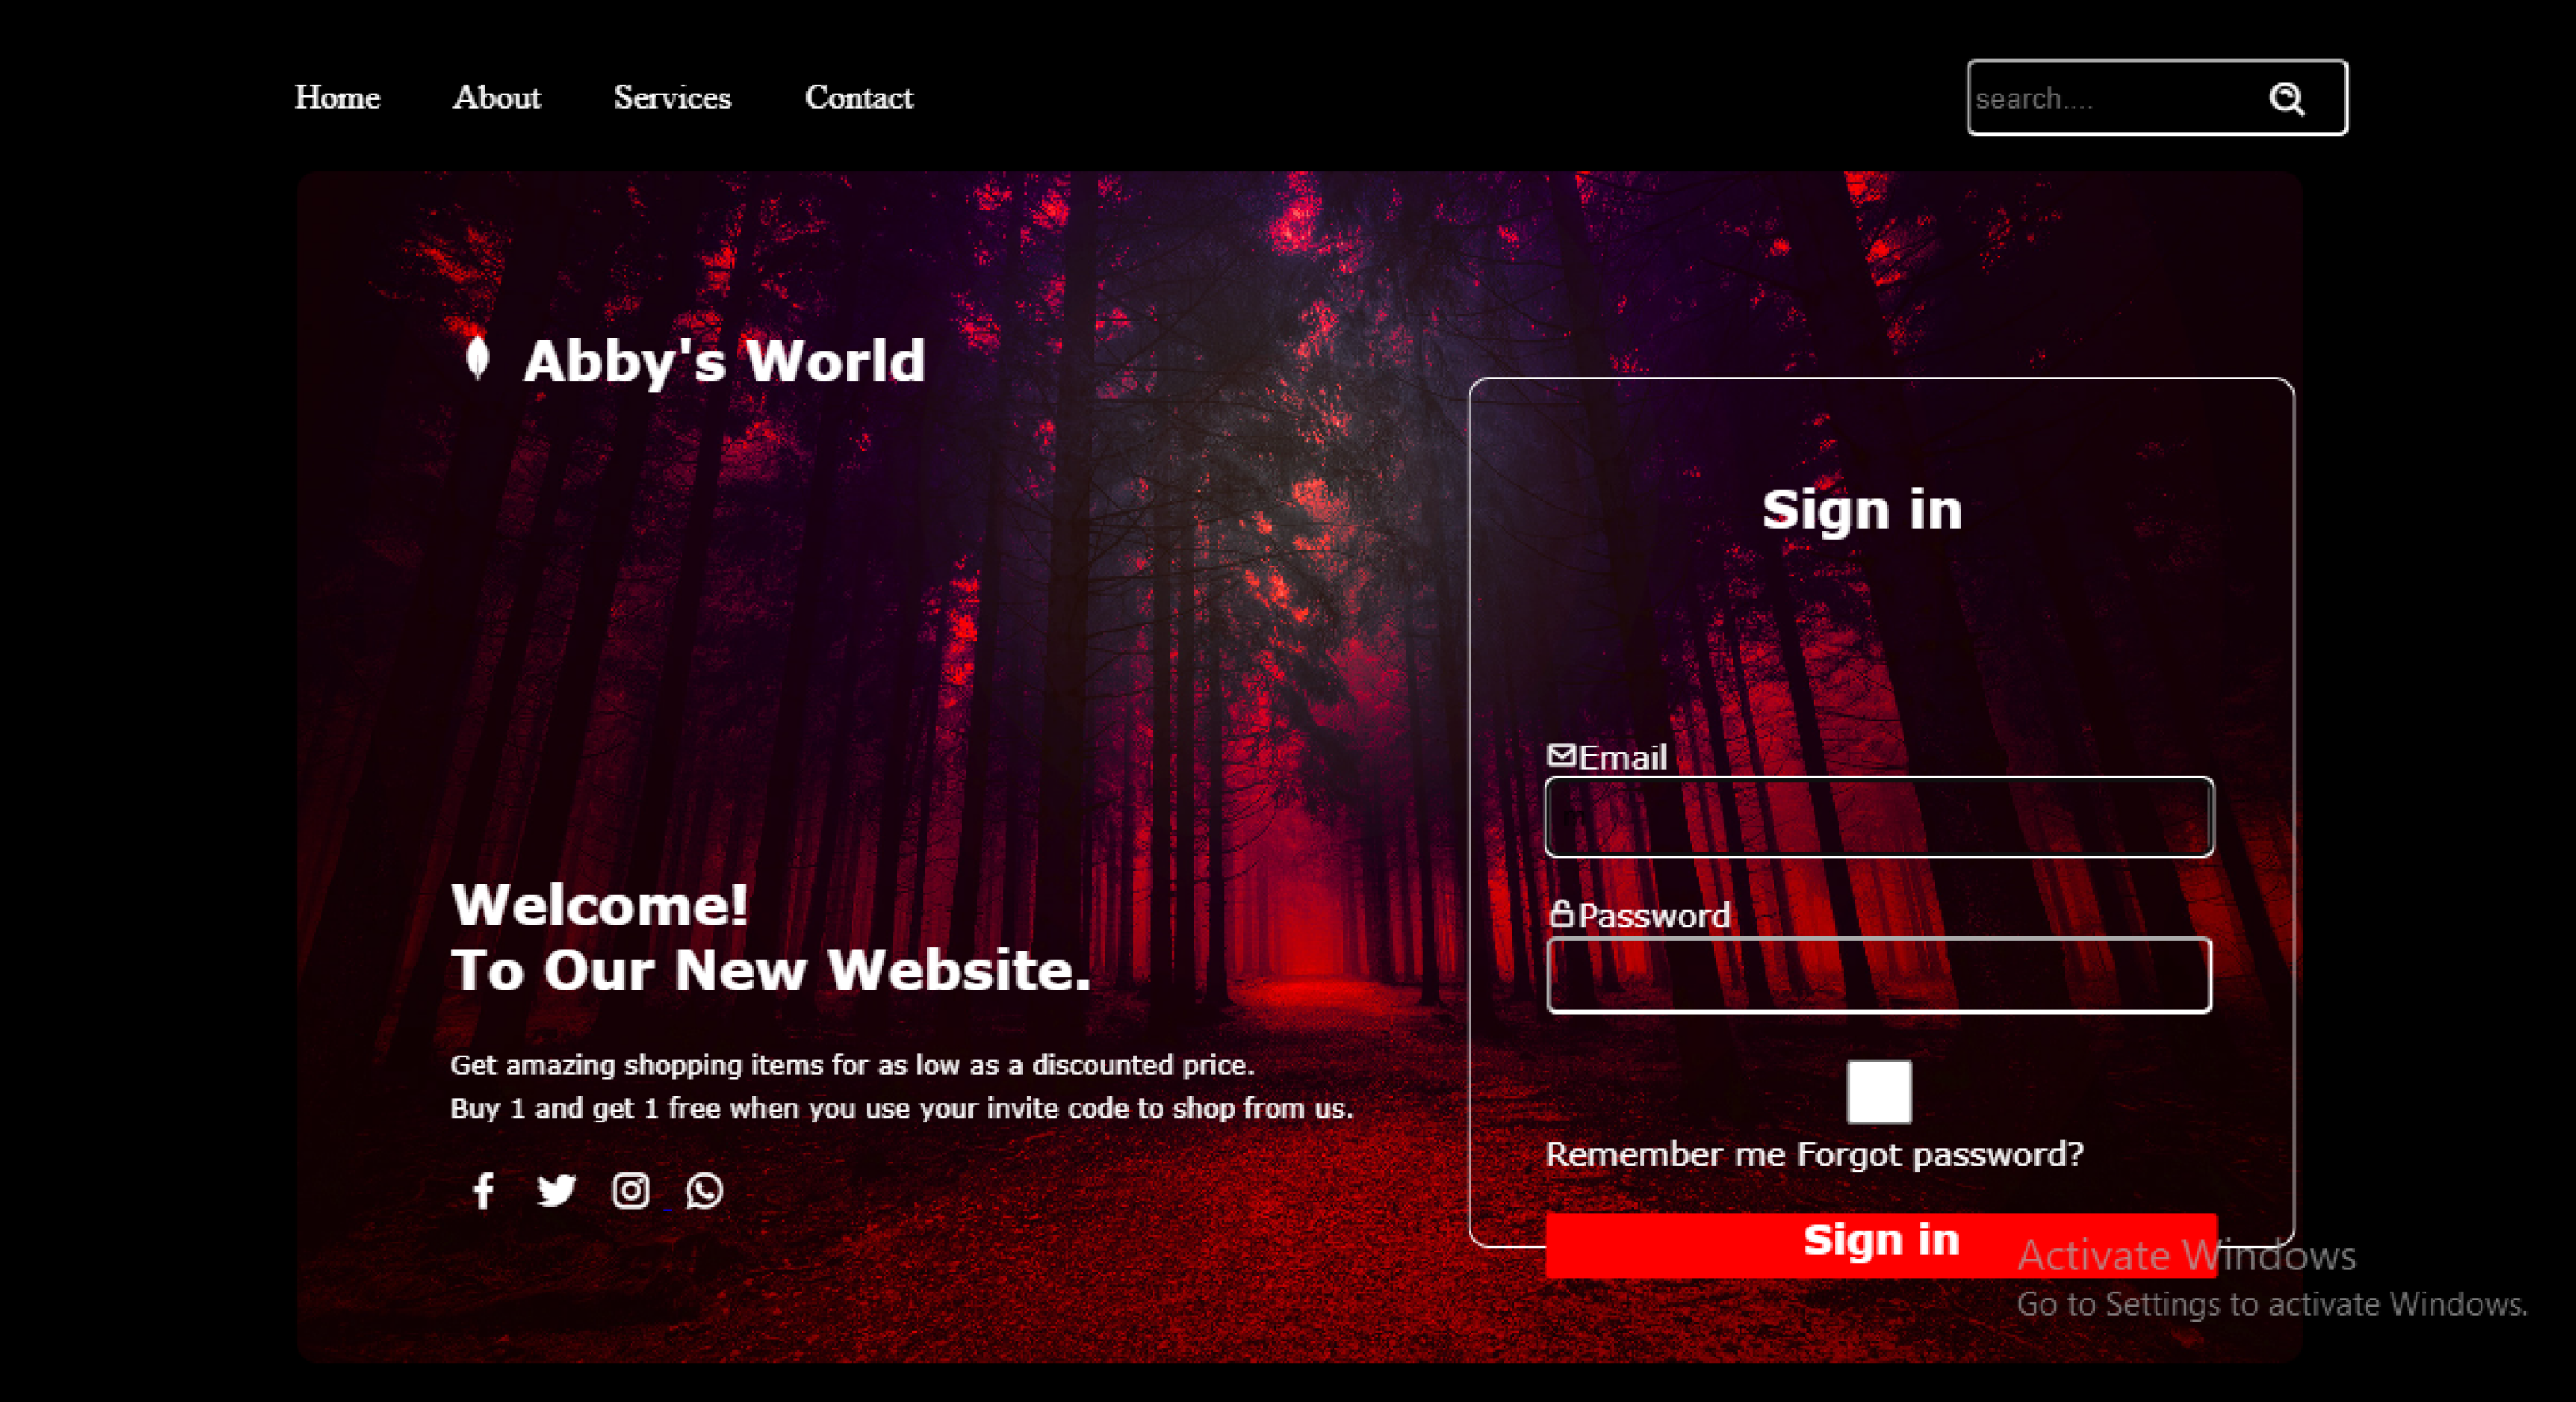 Home About Services Contact
search....
Abby's World
Sign in
Email
Password
Welcome!
To Our New Website.
Get amazing shopping items for as low as a discounted price.
Buy 1 and get 1 free when you use your invite code to shop from us.
Remember me Forgot password?
Sign in
Activate Windows
Go to Settings to activate Windows.